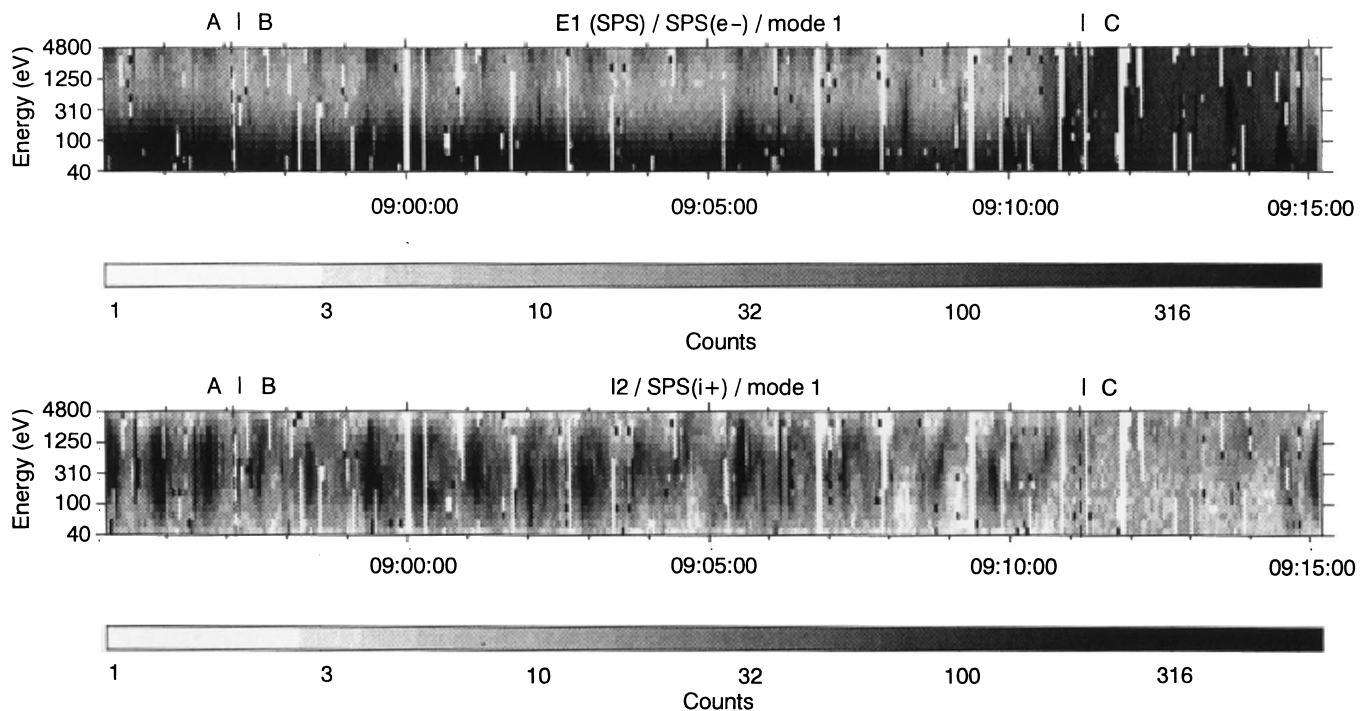 A | B E1 (SPS) / SPS(e−) / mode 1 | C
Energy (eV)
4800
1250
310
100
40
09:00:00 09:05:00 09:10:00 09:15:00
1 3 10 32 100 316
Counts
A | B I2 / SPS(i+) / mode 1 | C
Energy (eV)
4800
1250
310
100
40
09:00:00 09:05:00 09:10:00 09:15:00
1 3 10 32 100 316
Counts